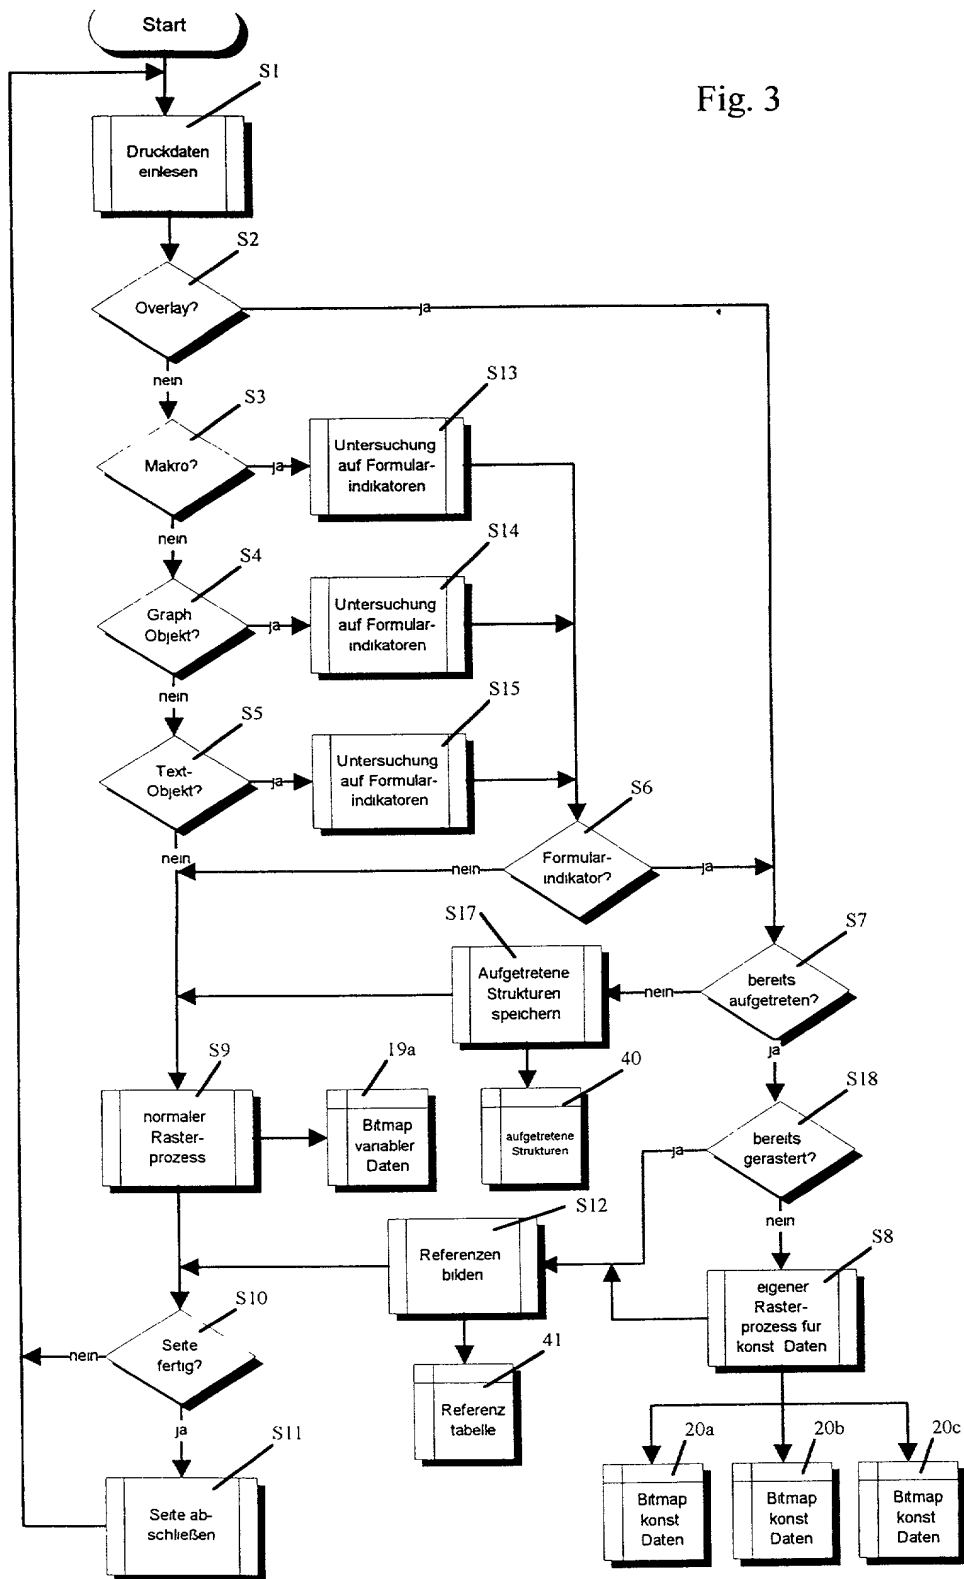 Start
Fig. 3
S1
Druckdaten
einlesen
S2
Overlay?
ja
nein
S3
Makro?
ja
S13
Untersuchung
auf Formular-
indikatoren
nein
S4
Graph
Objekt?
ja
S14
Untersuchung
auf Formular-
indikatoren
nein
S5
Text-
Objekt?
ja
S15
Untersuchung
auf Formular-
indikatoren
nein
S6
Formular-
indikator?
nein
ja
S7
bereits
aufgetreten?
nein
ja
S17
Aufgetretene
Strukturen
speichern
40
aufgetretene
Strukturen
S9
normaler
Raster-
prozess
19a
Bitmap
variabler
Daten
S18
bereits
gerastert?
ja
nein
S12
Referenzen
bilden
41
Referenz
tabelle
S8
eigener
Raster-
prozess fur
konst Daten
S10
Seite
fertig?
nein
ja
S11
Seite ab-
schließen
20a
Bitmap
konst
Daten
20b
Bitmap
konst
Daten
20c
Bitmap
konst
Daten